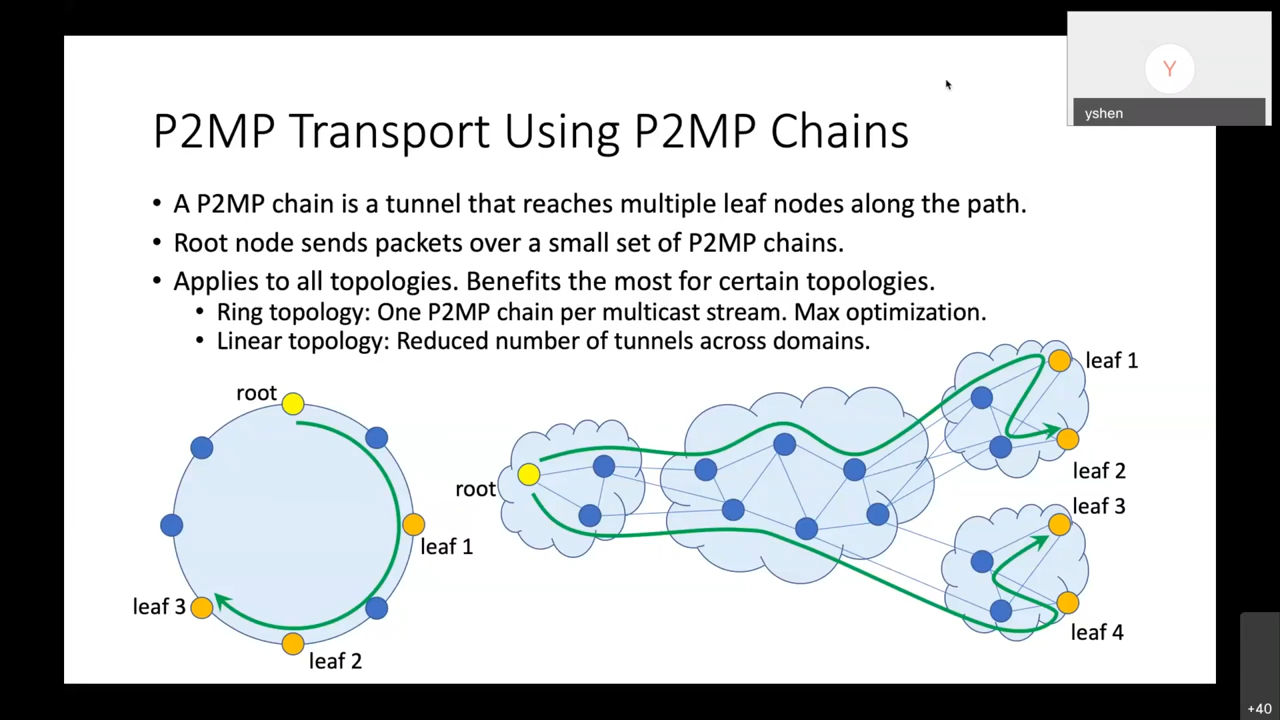 Y
yshen
P2MP Transport Using P2MP Chains
• A P2MP chain is a tunnel that reaches multiple leaf nodes along the path.
• Root node sends packets over a small set of P2MP chains.
• Applies to all topologies. Benefits the most for certain topologies.
• Ring topology: One P2MP chain per multicast stream. Max optimization.
• Linear topology: Reduced number of tunnels across domains.
root
leaf 1
leaf 2
leaf 3
root
leaf 1
leaf 2
leaf 3
leaf 4
+40